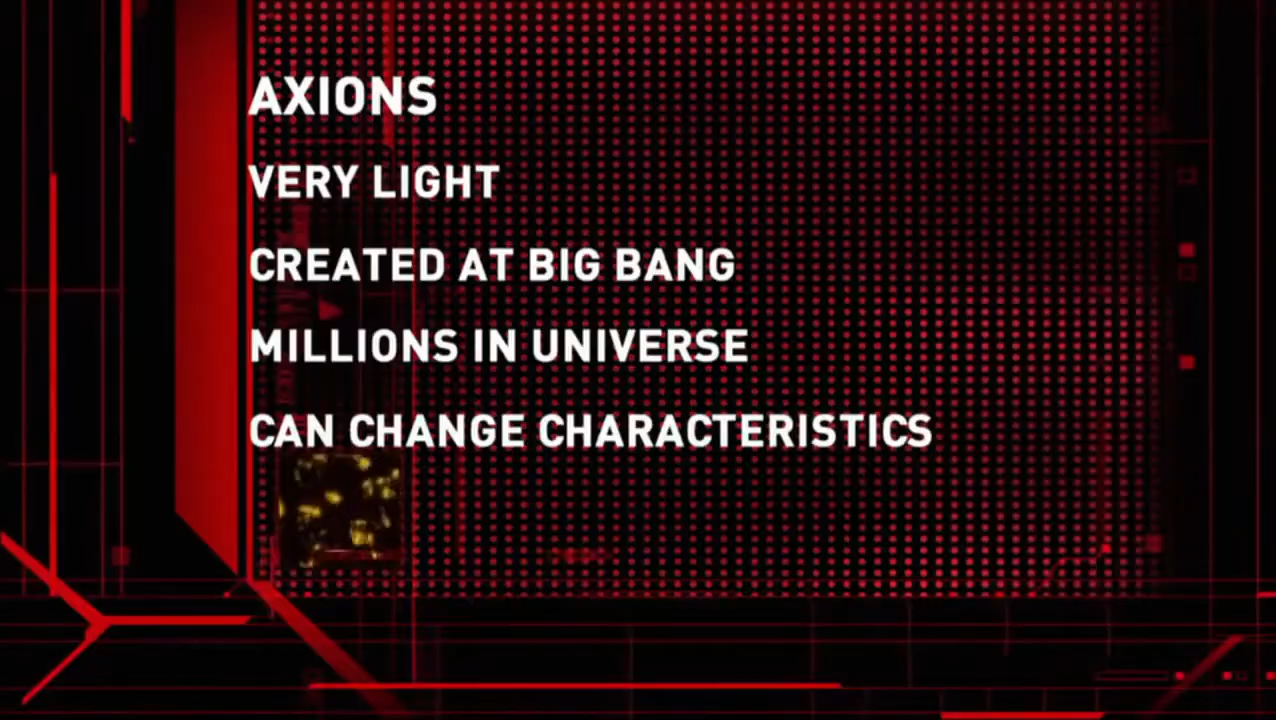 AXIONS
VERY LIGHT
CREATED AT BIG BANG
MILLIONS IN UNIVERSE
CAN CHANGE CHARACTERISTICS